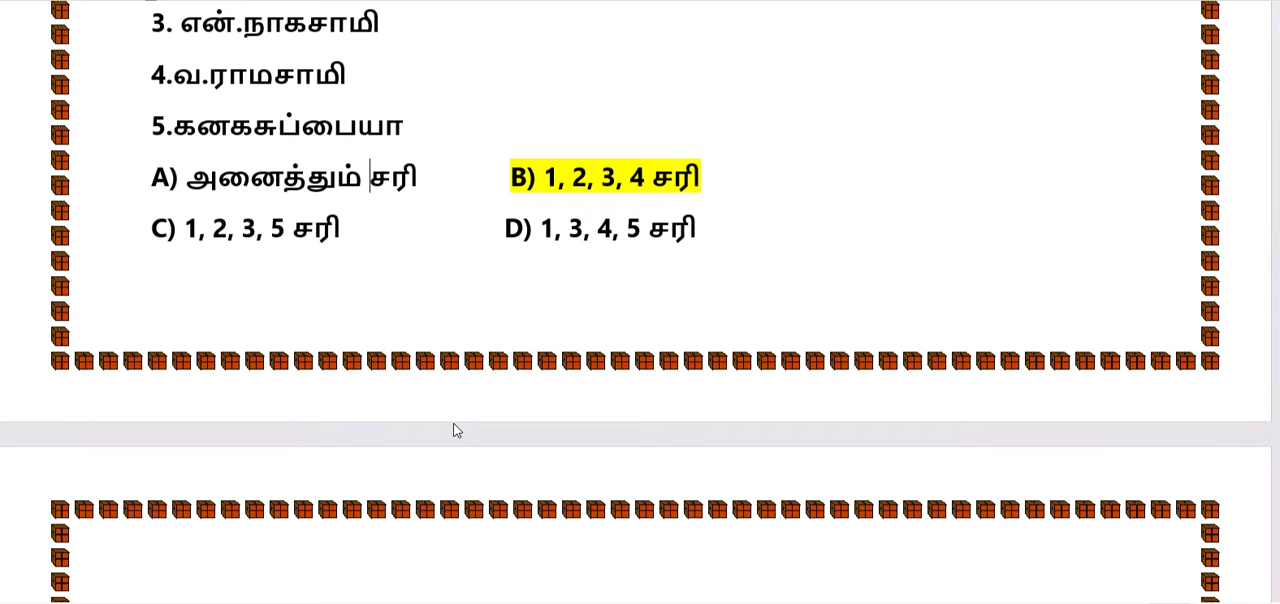 3. என்.நாகசாமி
4.வ.ராமசாமி
5.கனகசுப்பையா
A) அனைத்தும் சரி B) 1, 2, 3, 4 சரி
C) 1, 2, 3, 5 சரி D) 1, 3, 4, 5 சரி